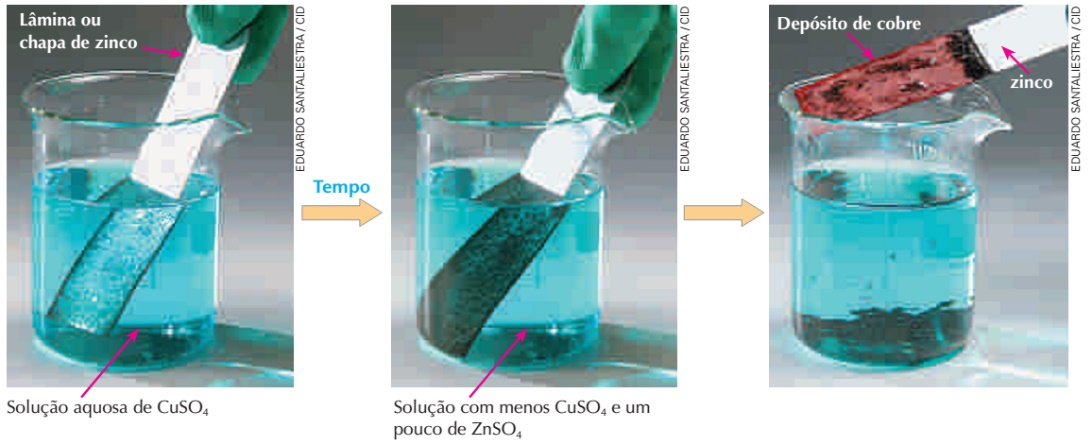 Lâmina ou
chapa de zinco
EDUARDO SANTALIESTRA / CID
Tempo
EDUARDO SANTALIESTRA / CID
Depósito de cobre
zinco
EDUARDO SANTALIESTRA / CID
Solução aquosa de CuSO₄
Solução com menos CuSO₄ e um
pouco de ZnSO₄